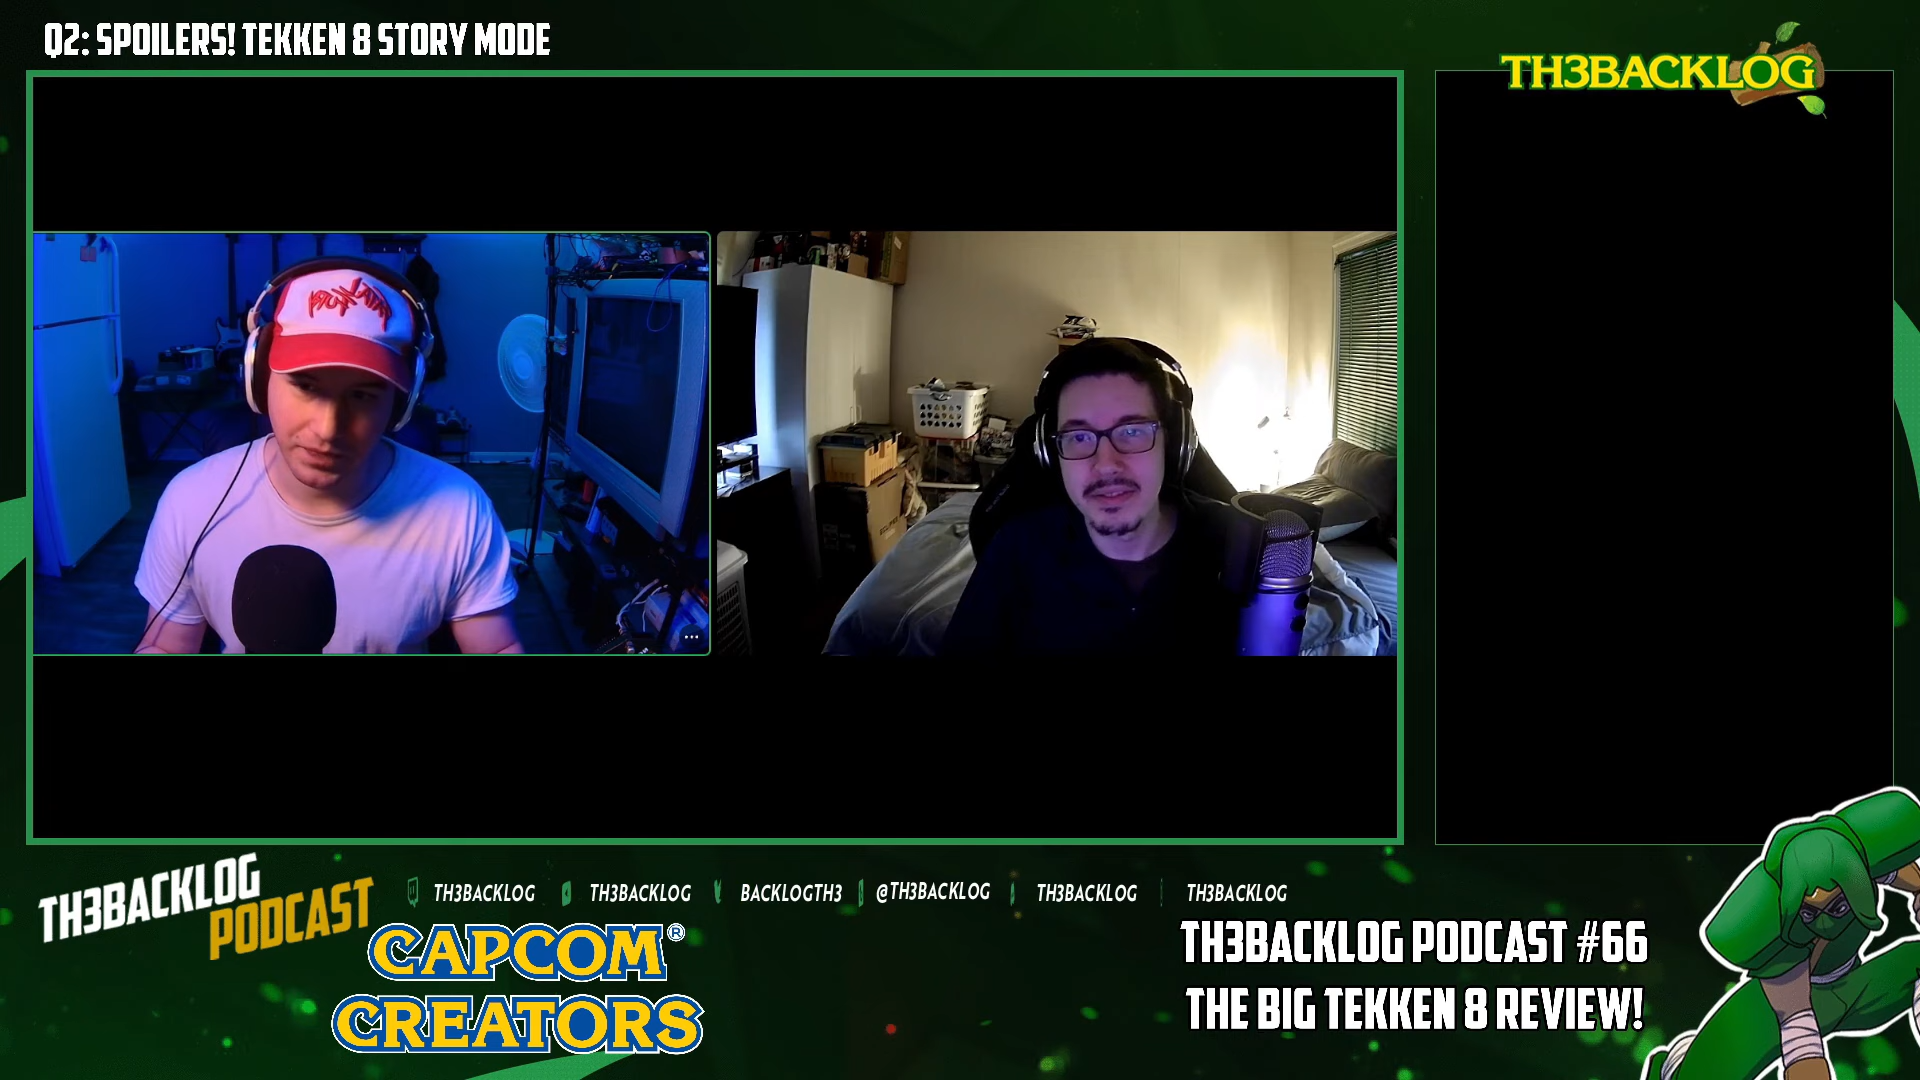 Q2: SPOILERS! TEKKEN 8 STORY MODE
TH3BACKLOG
TH3BACKLOG
PODCAST
TH3BACKLOG TH3BACKLOG BACKLOGTH3 @TH3BACKLOG TH3BACKLOG TH3BACKLOG
CAPCOM®
CREATORS
TH3BACKLOG PODCAST #66
THE BIG TEKKEN 8 REVIEW!